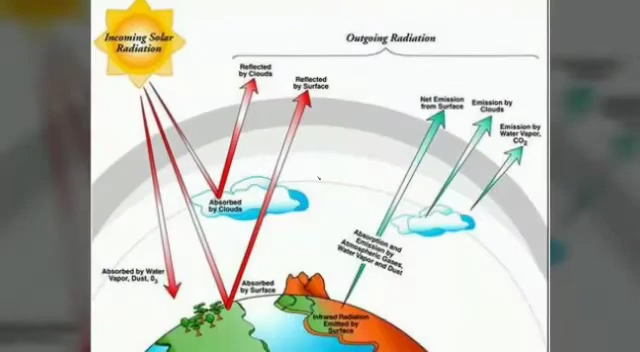 Incoming Solar
Radiation
Outgoing Radiation
Reflected
by Clouds
Reflected
by Surface
Net Emission
from Surface
Emission by
Clouds
Emission by
Water Vapor,
CO2
Absorbed
by Clouds
Absorption and
Emission by
Atmospheric Gases,
Water Vapor and Dust
Absorbed by Water
Vapor, Dust, O3
Absorbed
by Surface
Infrared Radiation
Emitted by
Surface